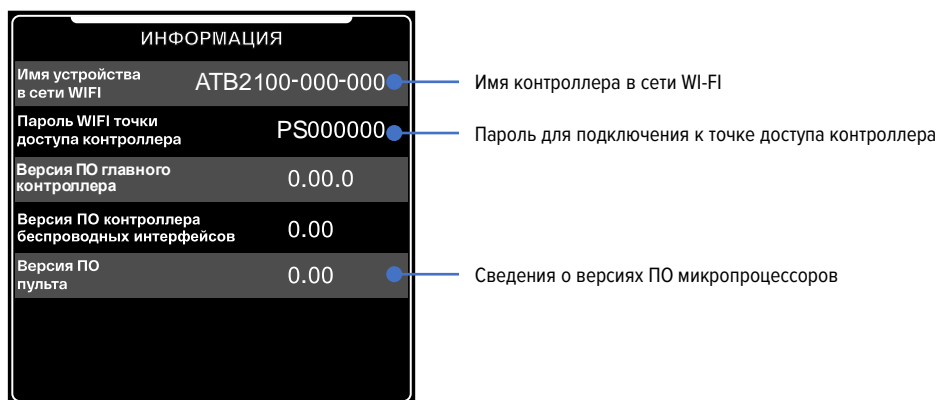 ИНФОРМАЦИЯ
Имя устройства
в сети WIFI
ATB2100-000-000
Имя контроллера в сети WI-FI
Пароль WIFI точки
доступа контроллера
PS000000
Пароль для подключения к точке доступа контроллера
Версия ПО главного
контроллера
0.00.0
Версия ПО контроллера
беспроводных интерфейсов
0.00
Версия ПО
пульта
0.00
Сведения о версиях ПО микропроцессоров